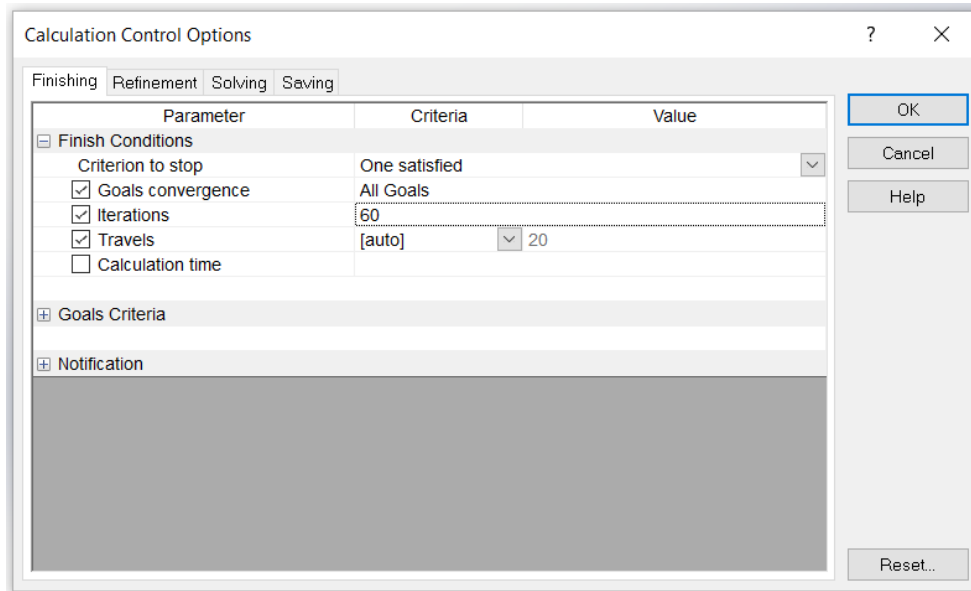 Calculation Control Options
?
Finishing Refinement Solving Saving
Parameter Criteria Value
Finish Conditions
Criterion to stop One satisfied
Goals convergence All Goals
Iterations 60
Travels [auto] 20
Calculation time
Goals Criteria
Notification
OK
Cancel
Help
Reset...